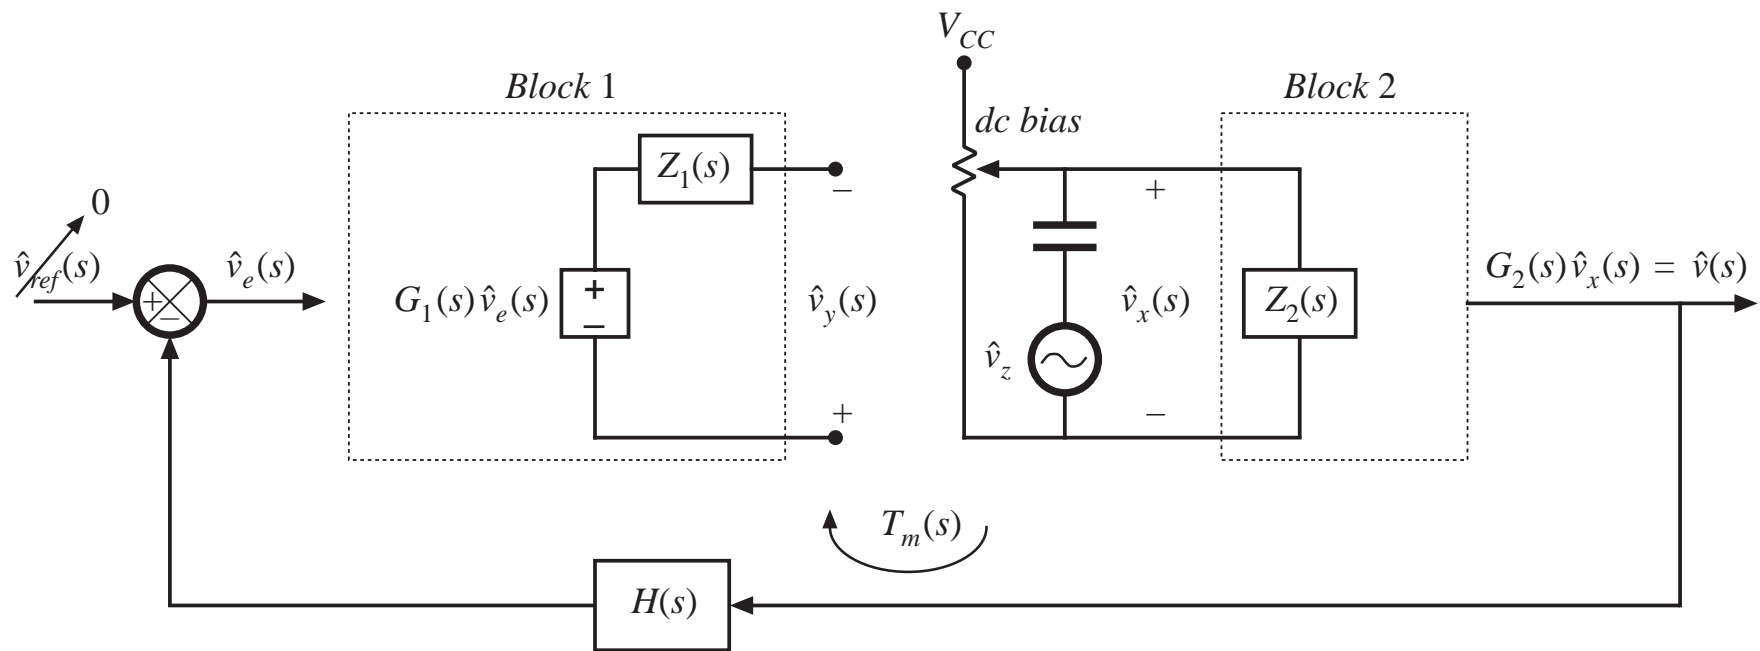 V_CC
Block 1
Block 2
dc bias
Z_1(s)
−
+
0
v̂_ref(s)
+
−
v̂_e(s)
G_1(s) v̂_e(s)
+
−
v̂_y(s)
v̂_z
v̂_x(s)
Z_2(s)
G_2(s) v̂_x(s) = v̂(s)
+
−
T_m(s)
H(s)